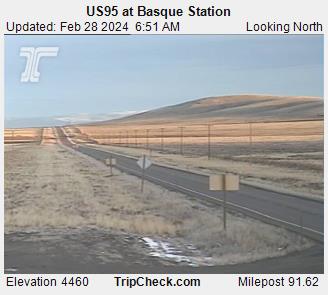 US95 at Basque Station
Updated: Feb 28 2024 6:51 AM Looking North
Elevation 4460 TripCheck.com Milepost 91.62